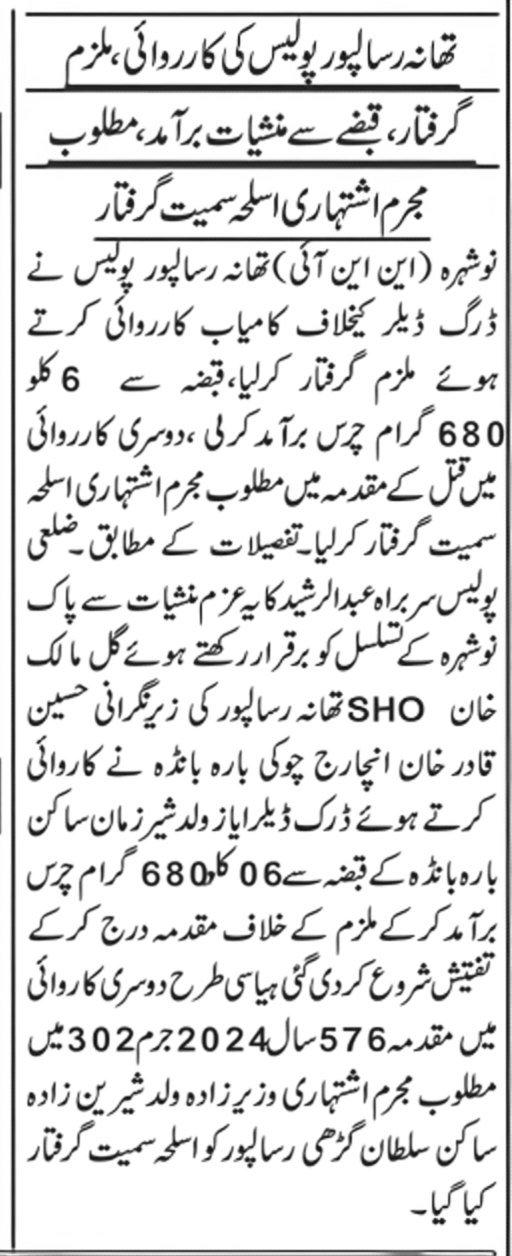 تھانہ رسالپور پولیس کی کارروائی، ملزم
گرفتار، قبضے سے منشیات برآمد، مطلوب
مجرم اشتہاری اسلحہ سمیت گرفتار
نوشہرہ (این این آئی) تھانہ رسالپور پولیس نے
ڈرگ ڈیلر کیخلاف کامیاب کارروائی کرتے
ہوئے ملزم گرفتار کرلیا، قبضہ سے 6 کلو
680 گرام چرس برآمد کرلی، دوسری کارروائی
میں قتل کے مقدمہ میں مطلوب مجرم اشتہاری اسلحہ
سمیت گرفتار کرلیا۔ تفصیلات کے مطابق۔ ضلعی
پولیس سربراہ عبدالرشید کا یہ عزم منشیات سے پاک
نوشہرہ کے تسلسل کو برقرار رکھتے ہوئے گل مالک
خان SHO تھانہ رسالپور کی زیر نگرانی حسین
قادر خان انچارج چوکی بارہ بانڈہ نے کاروائی
کرتے ہوئے ڈرک ڈیلر ایاز ولد شیر زمان ساکن
بارہ بانڈہ کے قبضہ سے 06 کلو 680 گرام چرس
برآمد کر کے ملزم کے خلاف مقدمہ درج کر کے
تفتیش شروع کردی گئی ہیاسی طرح دوسری کاروائی
میں مقدمہ 576 سال 2024 جرم 302 میں
مطلوب مجرم اشتہاری وزیر زادہ ولد شیرین زادہ
ساکن سلطان گڑھی رسالپور کو اسلحہ سمیت گرفتار
کیا گیا۔